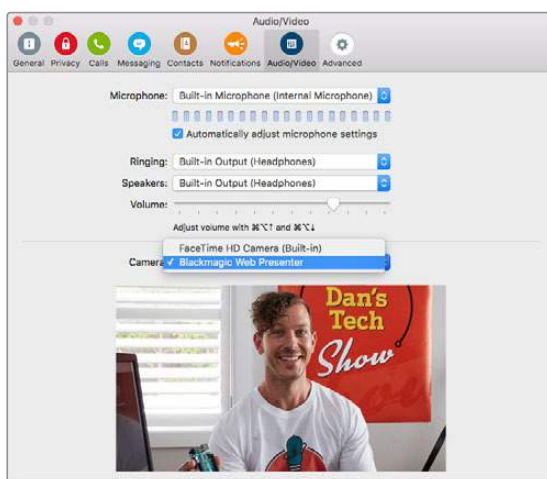 Audio/Video
General Privacy Calls Messaging Contacts Notifications Audio/Video Advanced
Microphone: Built-in Microphone (Internal Microphone)
Automatically adjust microphone settings
Ringing: Built-in Output (Headphones)
Speakers: Built-in Output (Headphones)
Volume:
Adjust volume with ⌘⌥↑ and ⌘⌥↓
FaceTime HD Camera (Built-in)
Camera ✓ Blackmagic Web Presenter
Dan's
Tech
Show